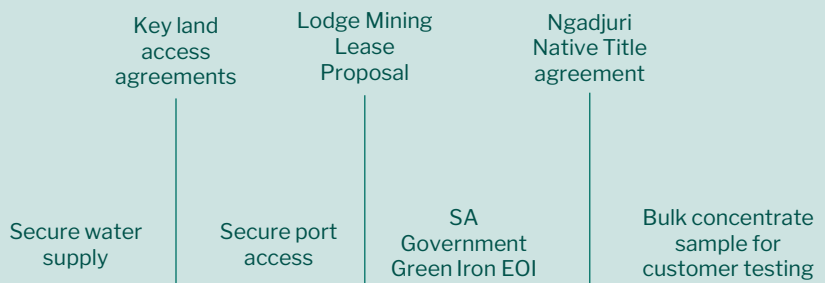 Key land
access
agreements
Lodge Mining
Lease
Proposal
Ngadjuri
Native Title
agreement
Secure water
supply
Secure port
access
SA
Government
Green Iron EOI
Bulk concentrate
sample for
customer testing